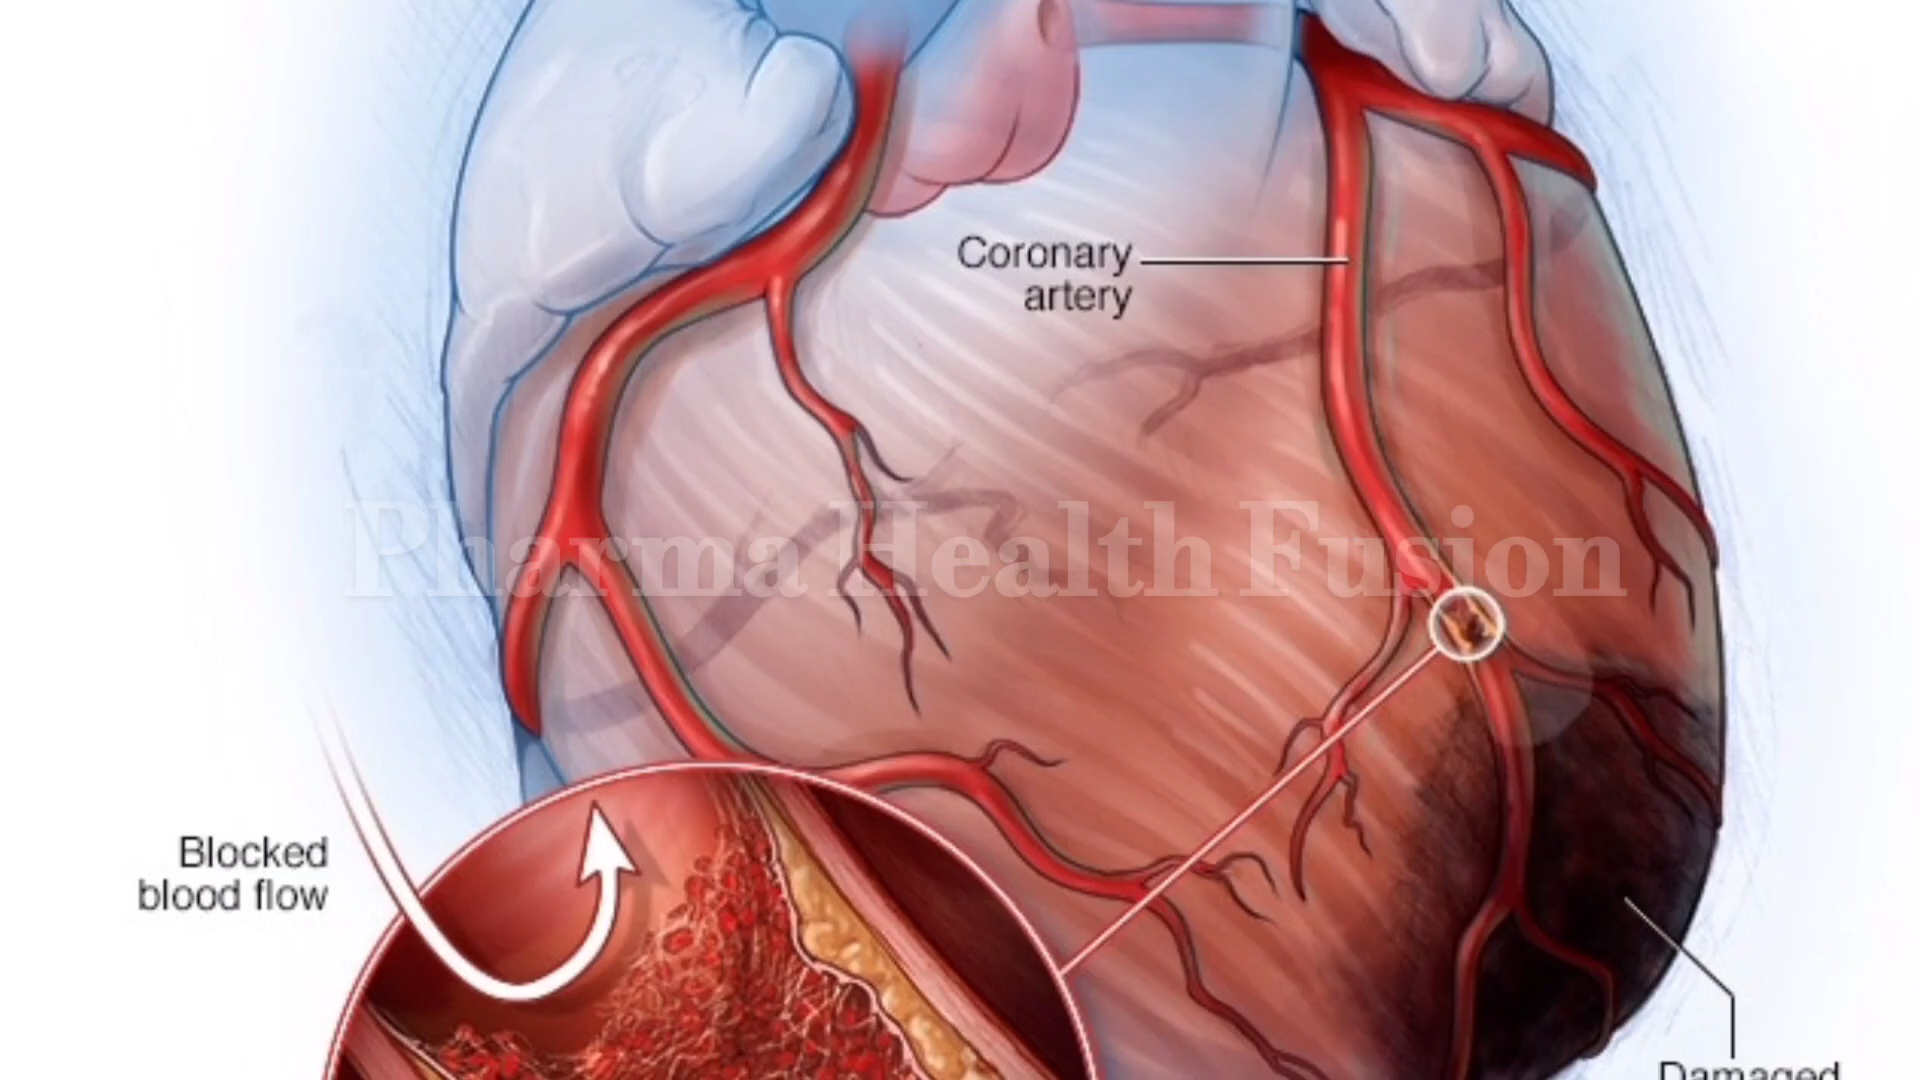 Coronary
artery
Pharma Health Fusion
Blocked
blood flow
Damaged